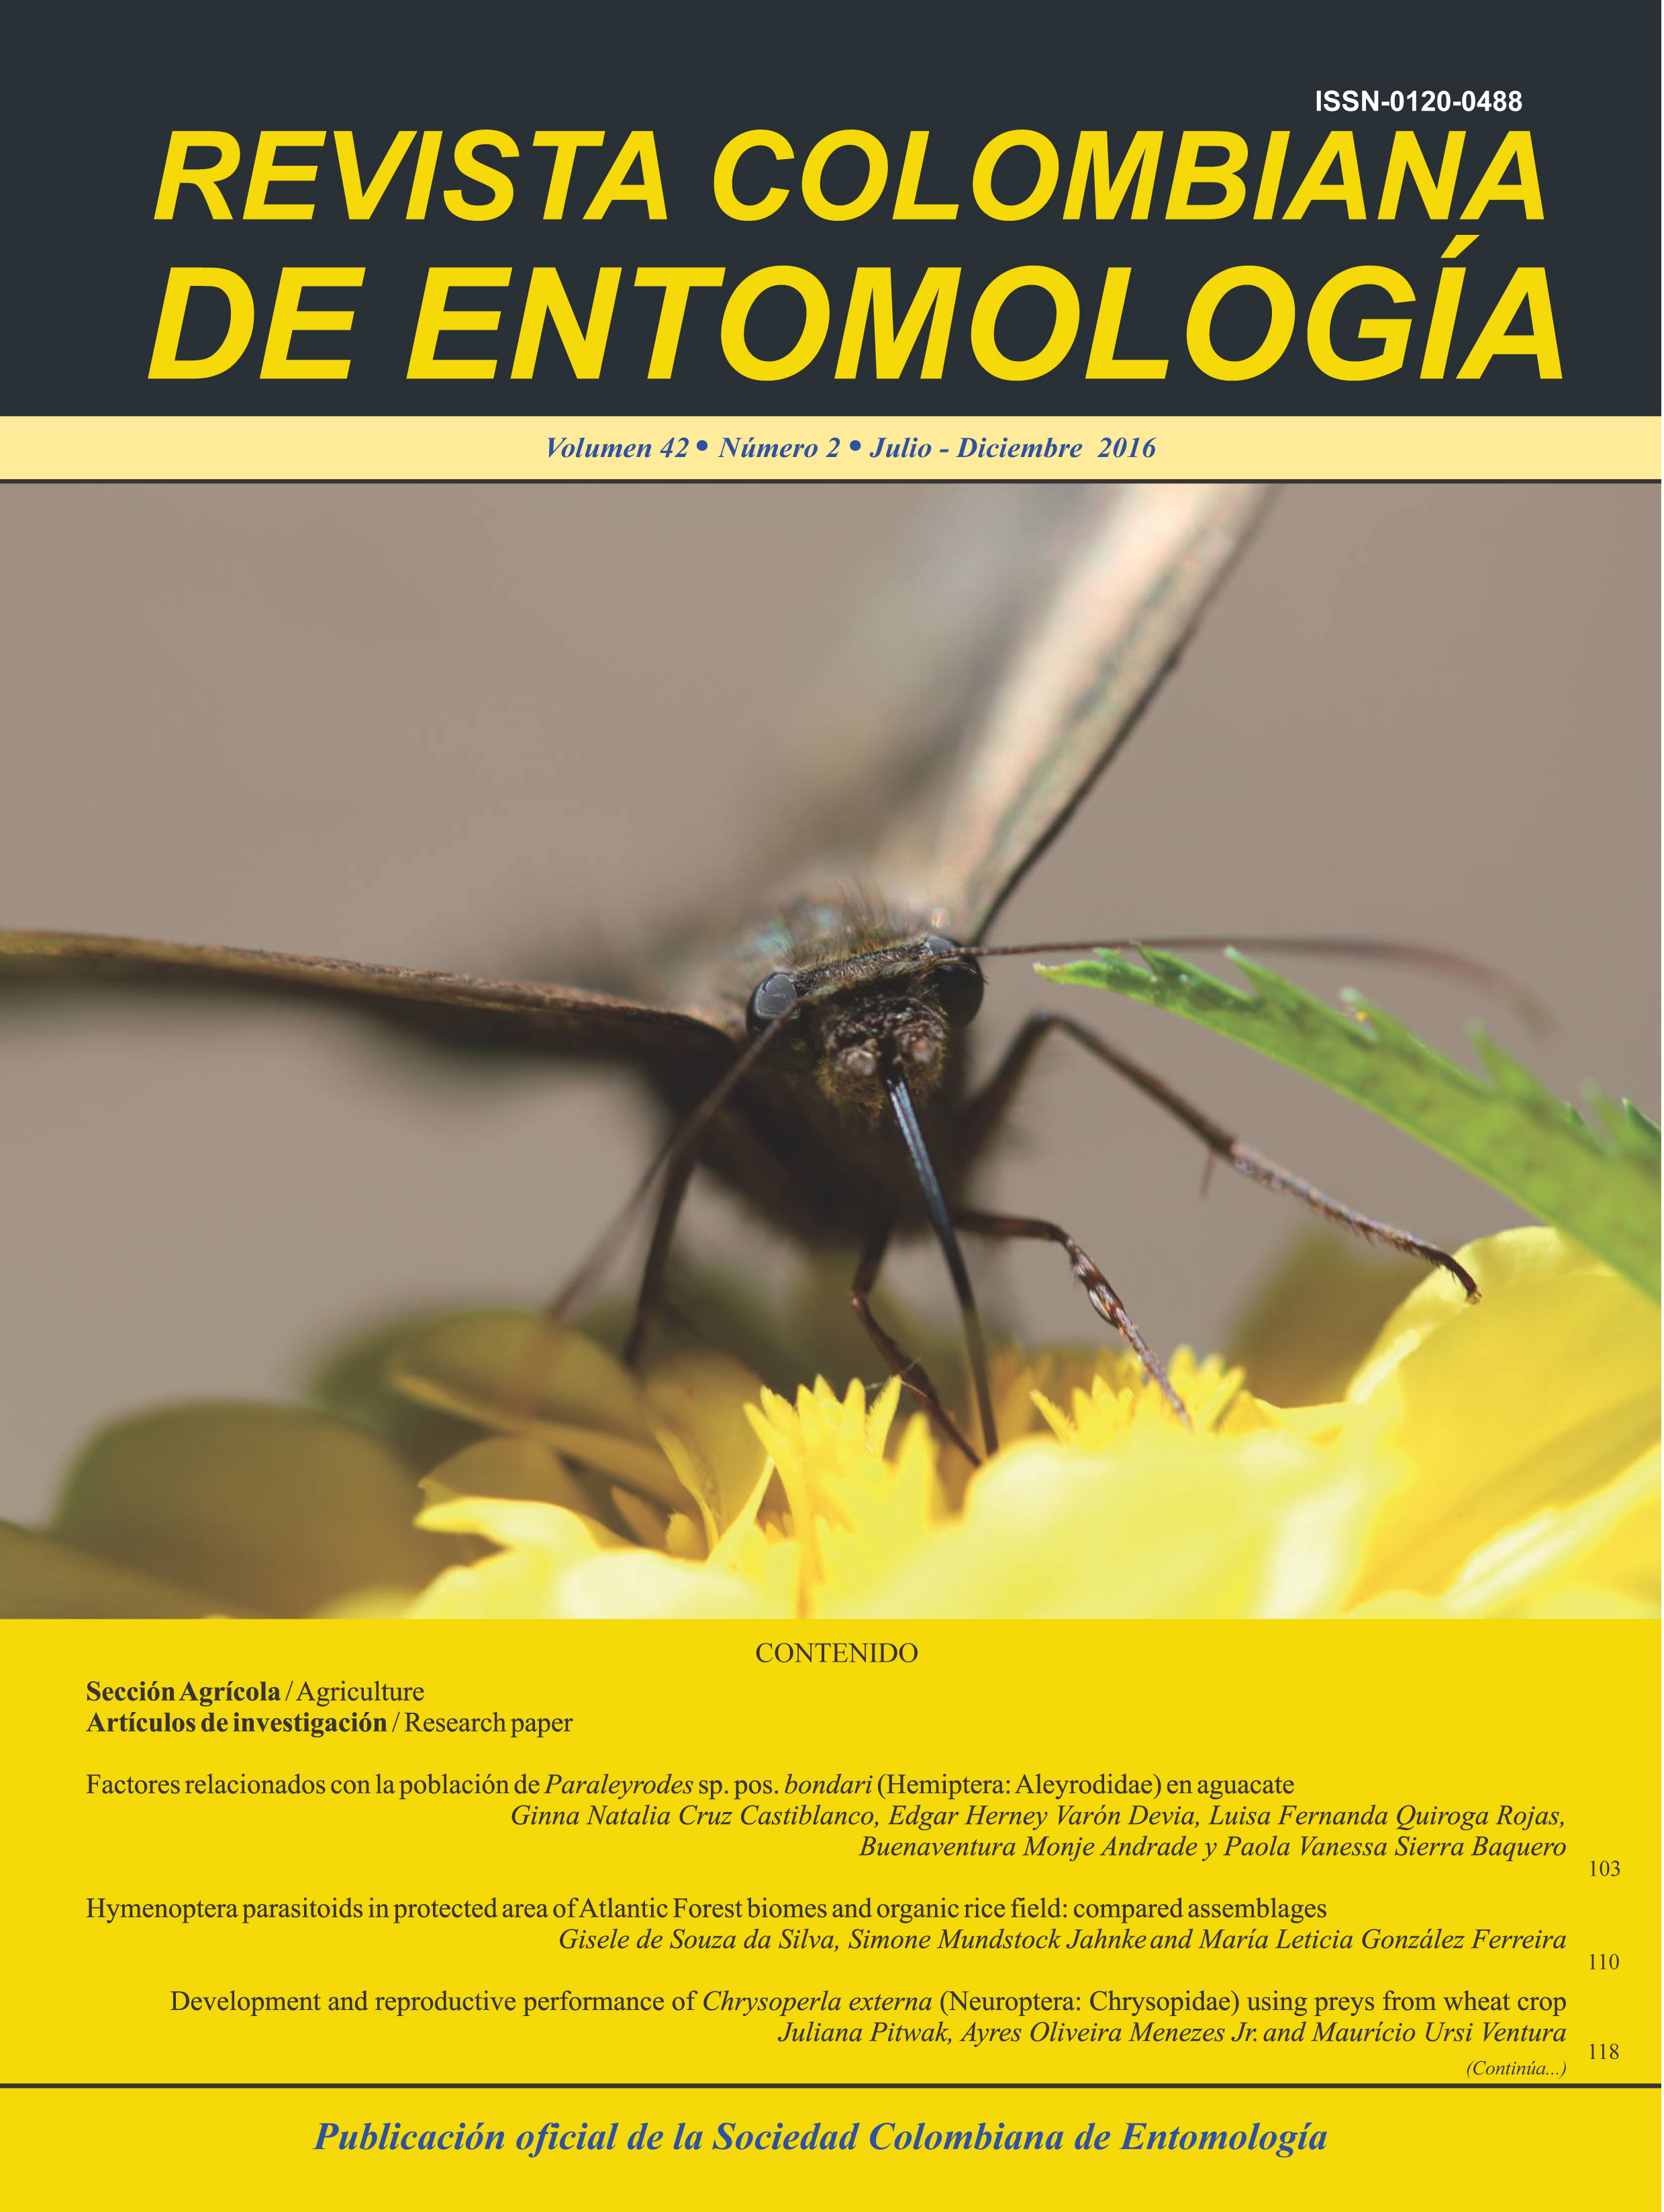 ISSN-0120-0488
REVISTA COLOMBIANA
DE ENTOMOLOGÍA
Volumen 42 • Número 2 • Julio - Diciembre 2016
CONTENIDO
Sección Agrícola / Agriculture
Artículos de investigación / Research paper
Factores relacionados con la población de Paraleyrodes sp. pos. bondari (Hemiptera: Aleyrodidae) en aguacate
Ginna Natalia Cruz Castiblanco, Edgar Herney Varón Devia, Luisa Fernanda Quiroga Rojas,
Buenaventura Monje Andrade y Paola Vanessa Sierra Baquero
103
Hymenoptera parasitoids in protected area of Atlantic Forest biomes and organic rice field: compared assemblages
Gisele de Souza da Silva, Simone Mundstock Jahnke and María Leticia González Ferreira
110
Development and reproductive performance of Chrysoperla externa (Neuroptera: Chrysopidae) using preys from wheat crop
Juliana Pitwak, Ayres Oliveira Menezes Jr. and Maurício Ursi Ventura
118
(Continúa...)
Publicación oficial de la Sociedad Colombiana de Entomología